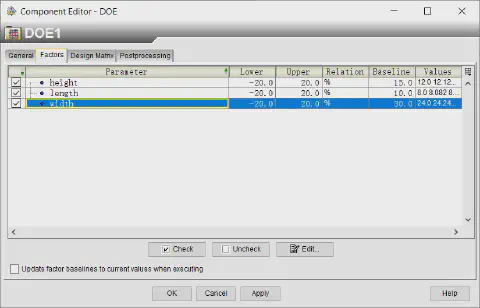 Component Editor - DOE
DOE1
General Factors Design Matrix Postprocessing
Parameter Lower Upper Relation Baseline Values
height -20.0 20.0 % 15.0 12.0 12.12...
length -20.0 20.0 % 10.0 8.0 8.082 8...
width -20.0 20.0 % 30.0 24.0 24.24...
Check Uncheck Edit...
Update factor baselines to current values when executing
OK Cancel Apply Help